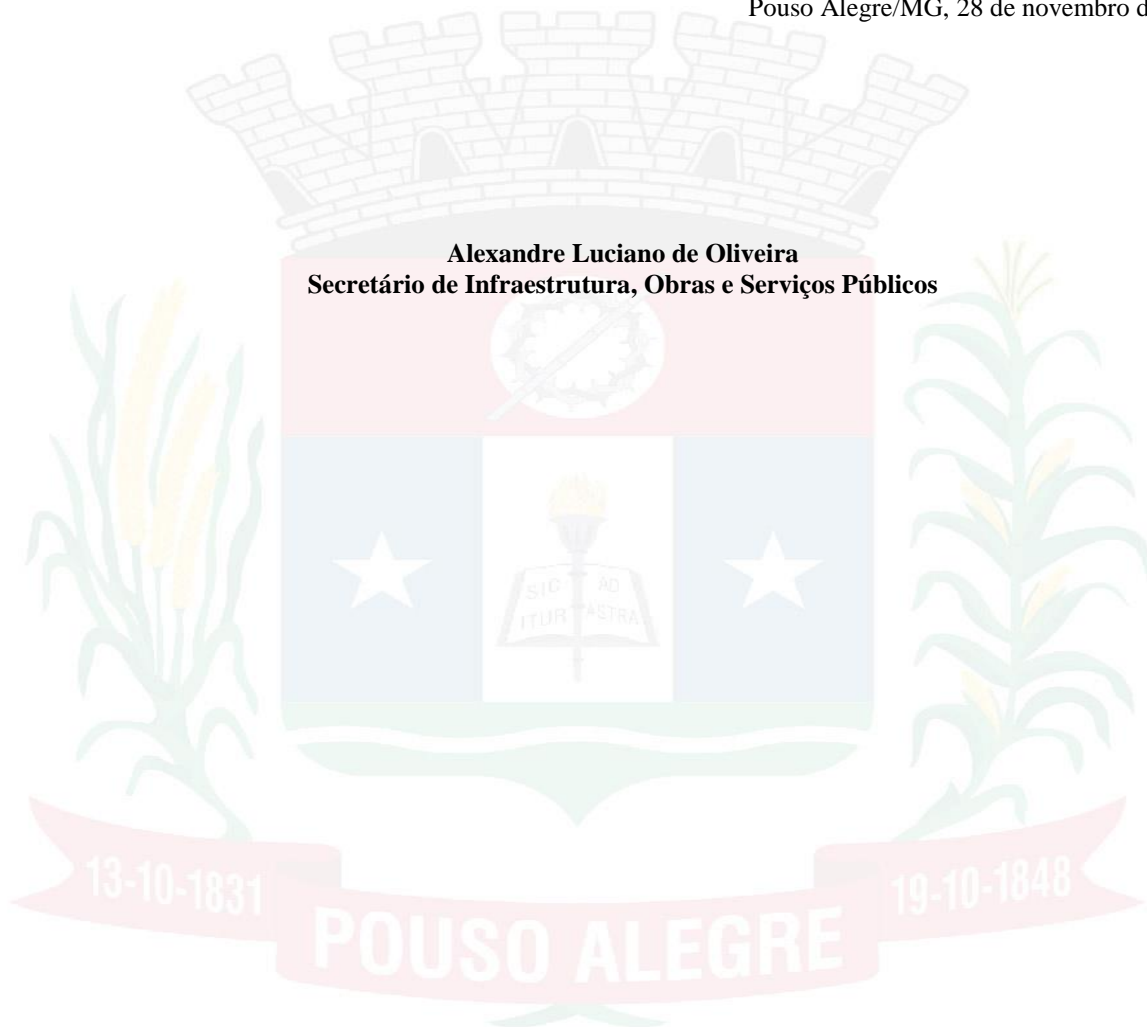 Pouso Alegre/MG, 28 de novembro d
Alexandre Luciano de Oliveira
Secretário de Infraestrutura, Obras e Serviços Públicos
SIC AD
ITUR ASTRA
13-10-1831
19-10-1848
POUSO ALEGRE